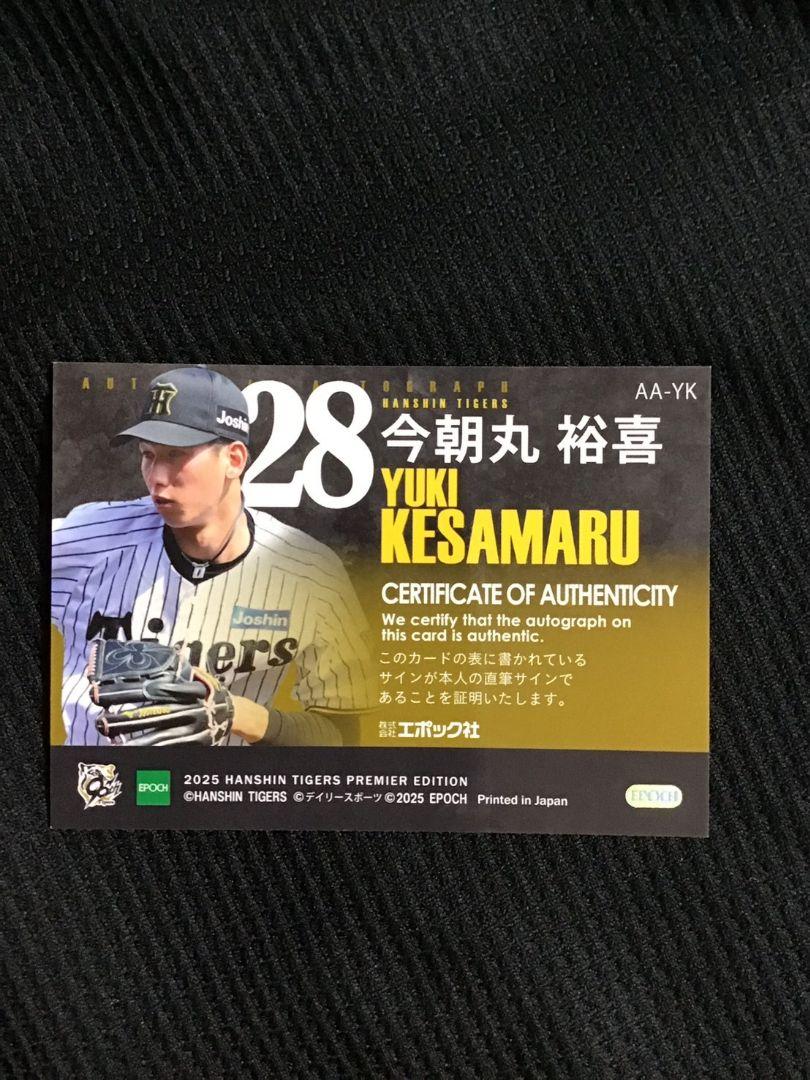 HANSHIN TIGERS
AA-YK
28
今朝丸 裕喜
YUKI
KESAMARU
CERTIFICATE OF AUTHENTICITY
We certify that the autograph on
this card is authentic.
このカードの表に書かれている
サインが本人の直筆サインで
あることを証明いたします。
株式会社エポック社
Joshin
Joshin
Tigers
EPOCH
2025 HANSHIN TIGERS PREMIER EDITION
©HANSHIN TIGERS ©デイリースポーツ ©2025 EPOCH Printed in Japan
EPOCH